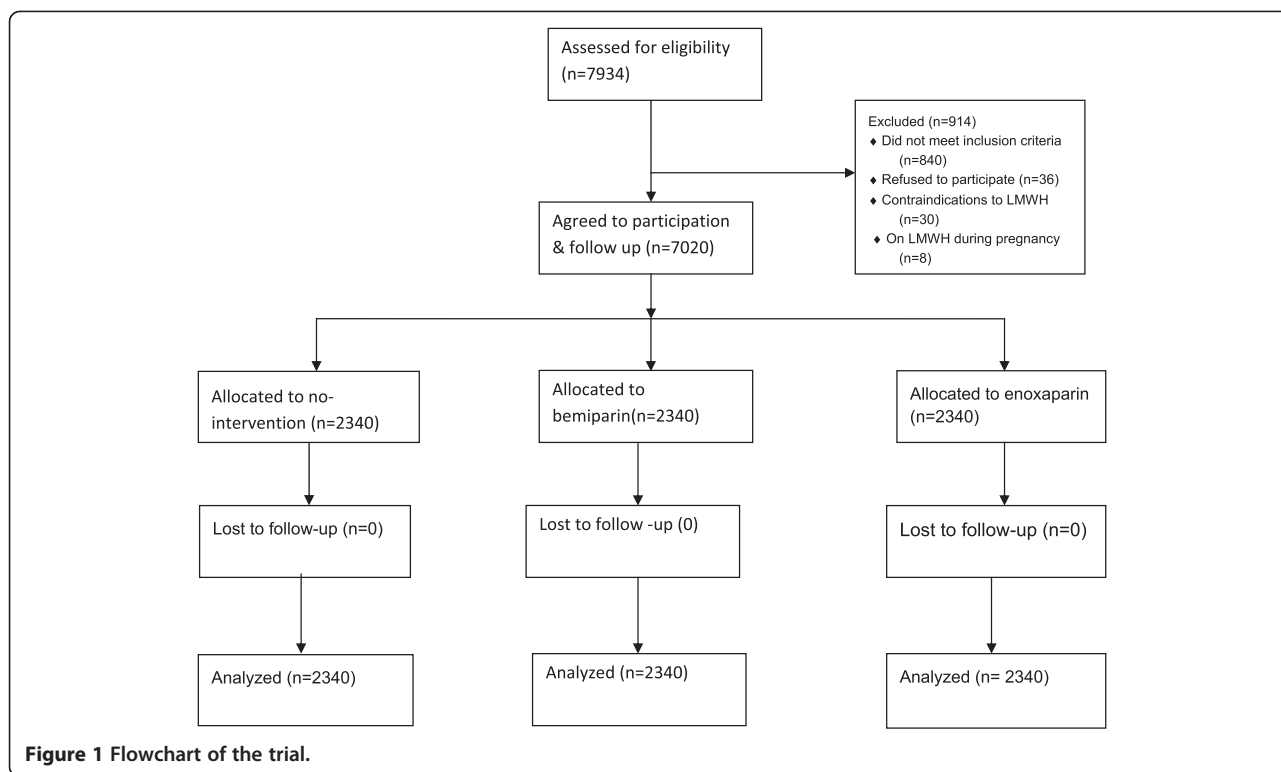 Assessed for eligibility
(n=7934)
Excluded (n=914)
♦ Did not meet inclusion criteria
(n=840)
♦ Refused to participate (n=36)
♦ Contraindications to LMWH
(n=30)
♦ On LMWH during pregnancy
(n=8)
Agreed to participation
& follow up (n=7020)
Allocated to no-
intervention (n=2340)
Allocated to
bemiparin(n=2340)
Allocated to enoxaparin
(n=2340)
Lost to follow-up (n=0)
Lost to follow -up (0)
Lost to follow-up (n=0)
Analyzed (n=2340)
Analyzed (n=2340)
Analyzed (n= 2340)
Figure 1 Flowchart of the trial.